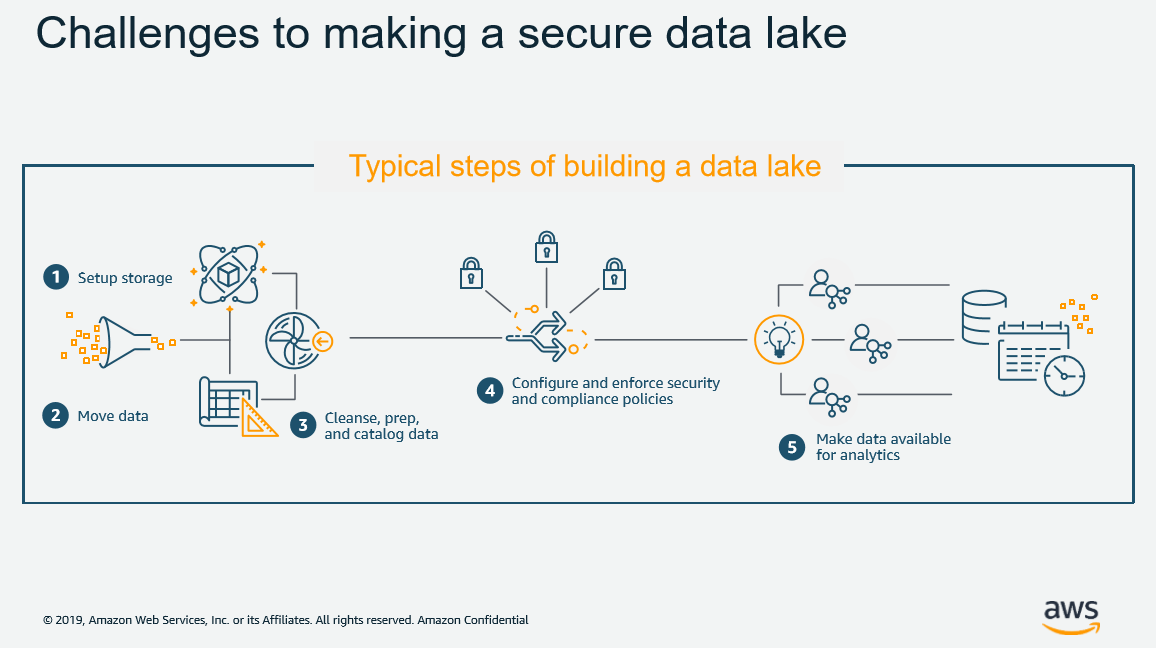 Challenges to making a secure data lake
Typical steps of building a data lake
1 Setup storage
2 Move data
3 Cleanse, prep,
and catalog data
4 Configure and enforce security
and compliance policies
5 Make data available
for analytics
© 2019, Amazon Web Services, Inc. or its Affiliates. All rights reserved. Amazon Confidential
aws